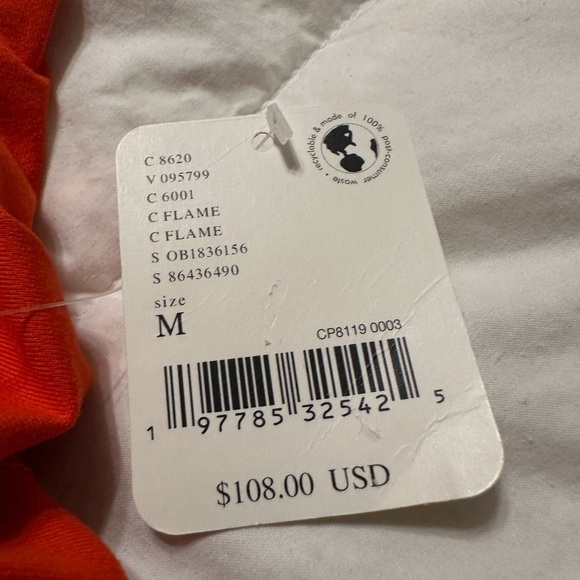 C 8620
V 095799
C 6001
C FLAME
C FLAME
S OB1836156
S 86436490
size
M
recyclable & made of 100% post-consumer waste •
CP8119 0003
1 97785 32542 5
$108.00 USD